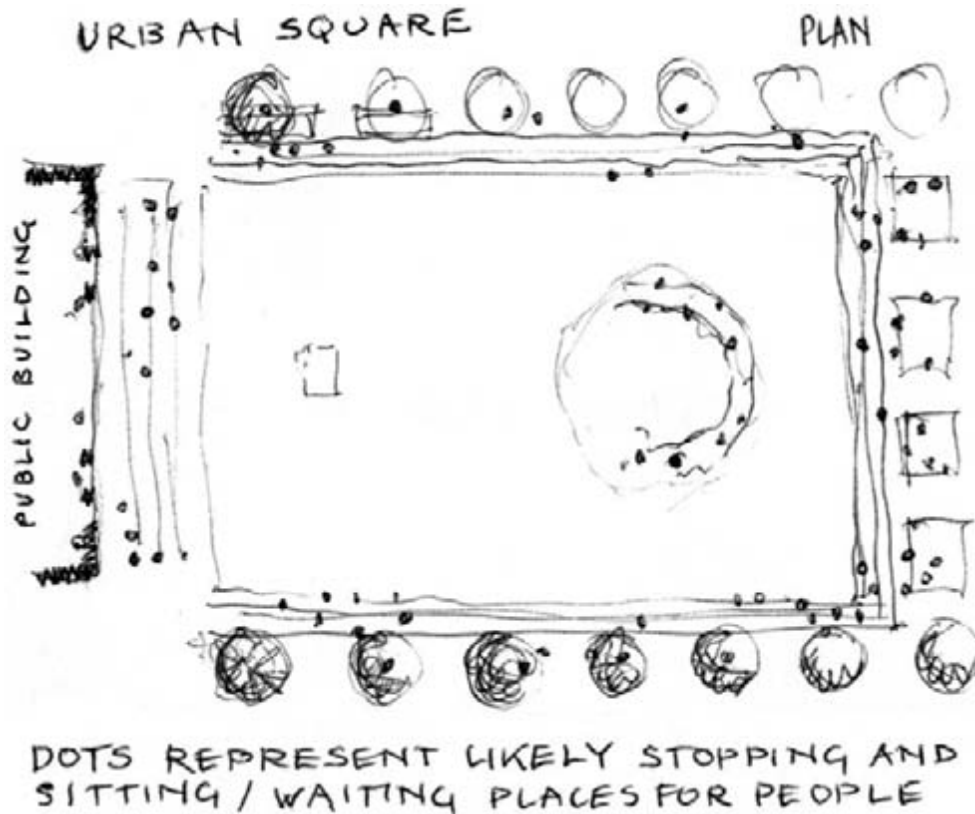 URBAN SQUARE
PLAN
PUBLIC BUILDING
DOTS REPRESENT LIKELY STOPPING AND
SITTING / WAITING PLACES FOR PEOPLE